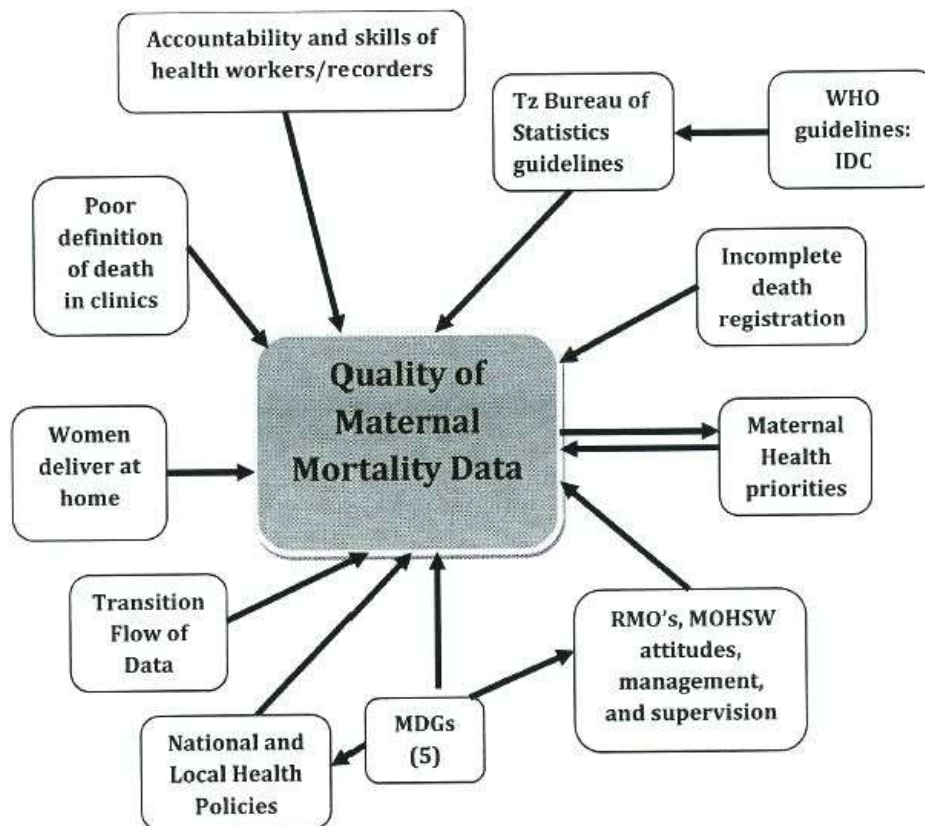 Accountability and skills of
health workers/recorders
Tz Bureau of
Statistics
guidelines
WHO
guidelines:
IDC
Poor
definition
of death
in clinics
Incomplete
death
registration
Quality of
Maternal
Mortality Data
Women
deliver at
home
Maternal
Health
priorities
Transition
Flow of
Data
RMO's, MOHSW
attitudes,
management,
and supervision
National and
Local Health
Policies
MDGs
(5)